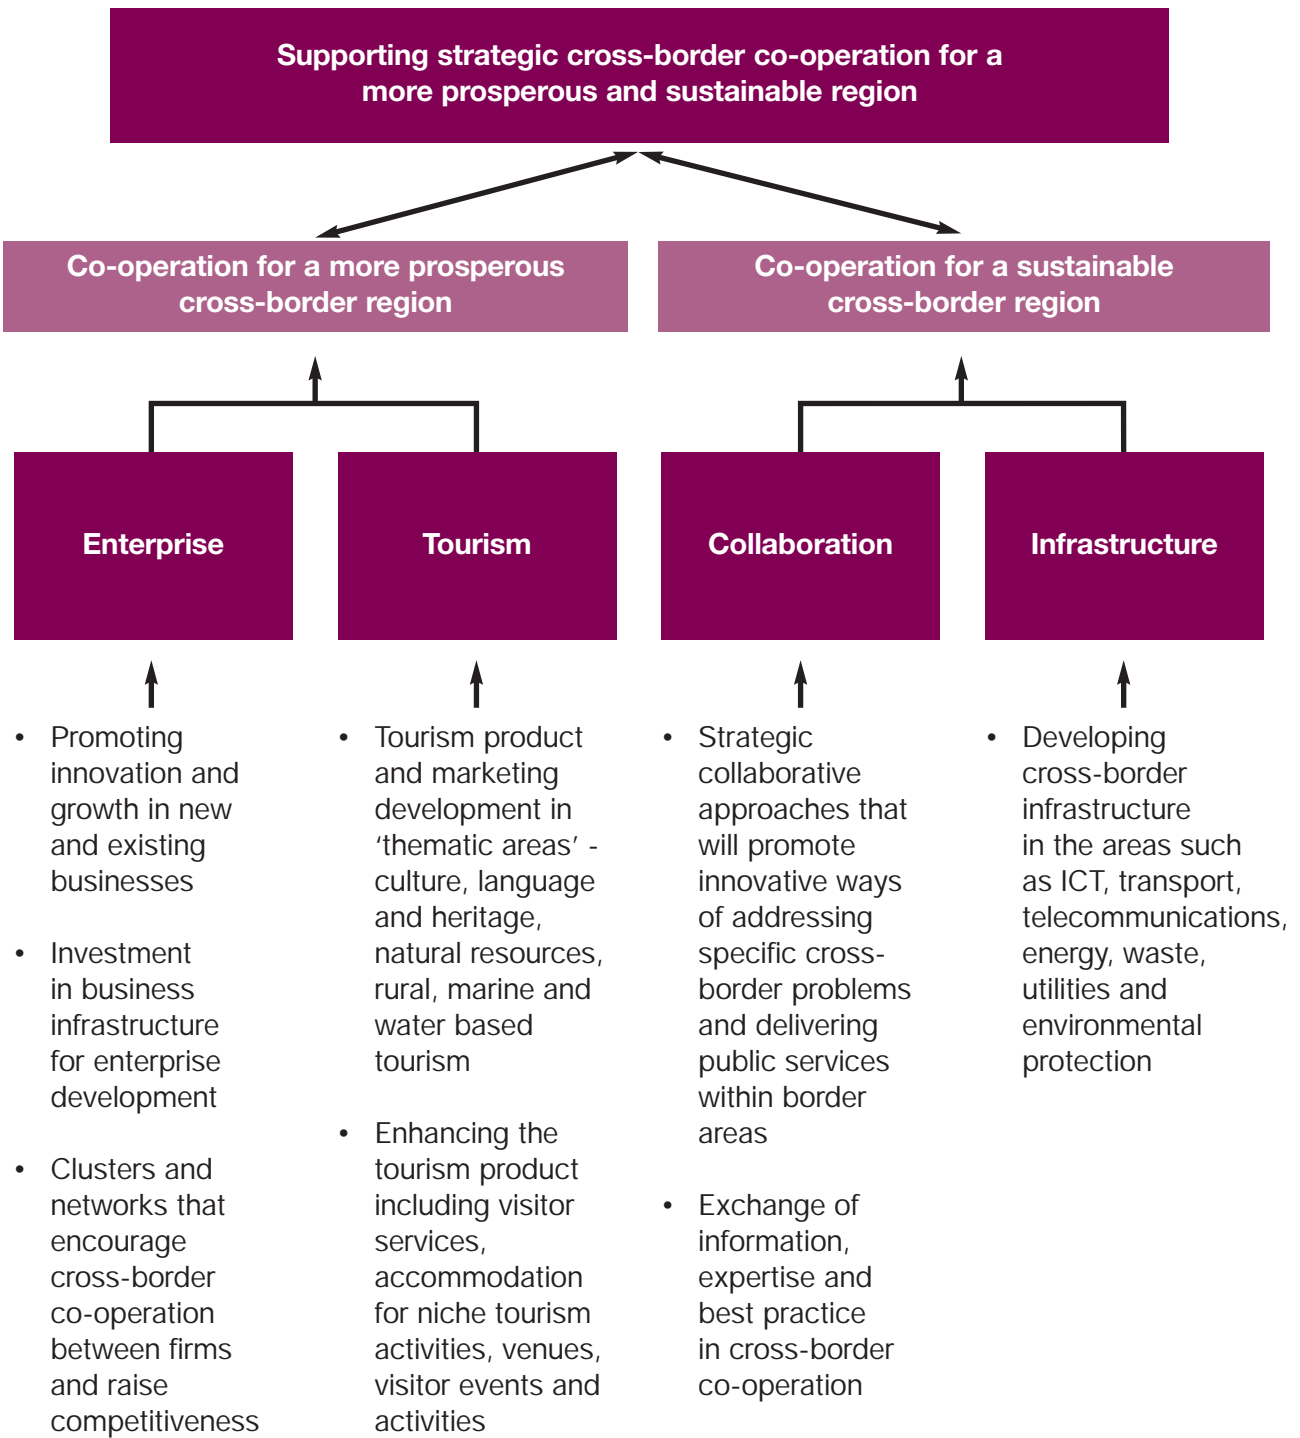 Supporting strategic cross-border co-operation for a
more prosperous and sustainable region
Co-operation for a more prosperous
cross-border region
Co-operation for a sustainable
cross-border region
Enterprise
Tourism
Collaboration
Infrastructure
• Promoting
innovation and
growth in new
and existing
businesses
• Investment
in business
infrastructure
for enterprise
development
• Clusters and
networks that
encourage
cross-border
co-operation
between firms
and raise
competitiveness
• Tourism product
and marketing
development in
‘thematic areas’ -
culture, language
and heritage,
natural resources,
rural, marine and
water based
tourism
• Enhancing the
tourism product
including visitor
services,
accommodation
for niche tourism
activities, venues,
visitor events and
activities
• Strategic
collaborative
approaches that
will promote
innovative ways
of addressing
specific cross-
border problems
and delivering
public services
within border
areas
• Exchange of
information,
expertise and
best practice
in cross-border
co-operation
• Developing
cross-border
infrastructure
in the areas such
as ICT, transport,
telecommunications,
energy, waste,
utilities and
environmental
protection